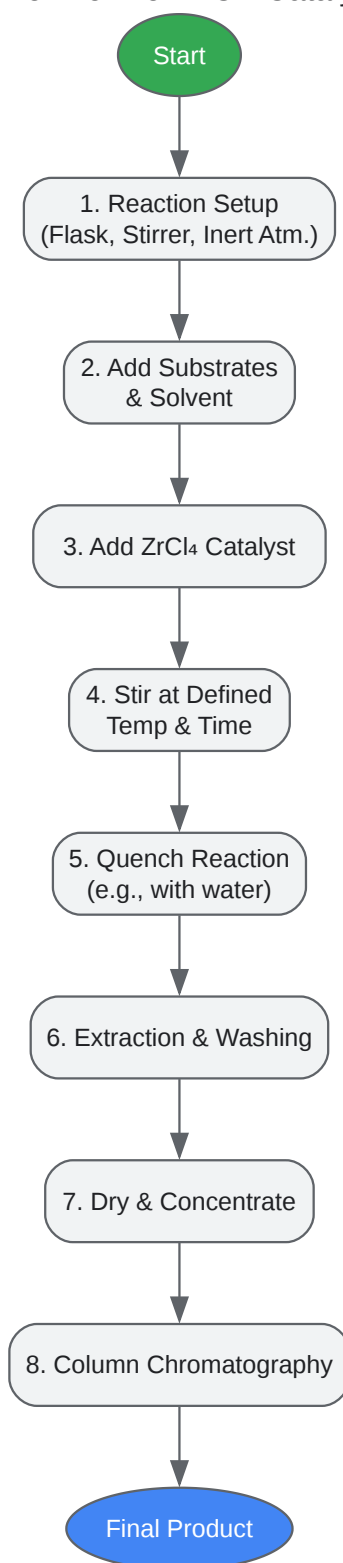 Start
1. Reaction Setup
(Flask, Stirrer, Inert Atm.)
2. Add Substrates
& Solvent
3. Add ZrCl₄ Catalyst
4. Stir at Defined
Temp & Time
5. Quench Reaction
(e.g., with water)
6. Extraction & Washing
7. Dry & Concentrate
8. Column Chromatography
Final Product